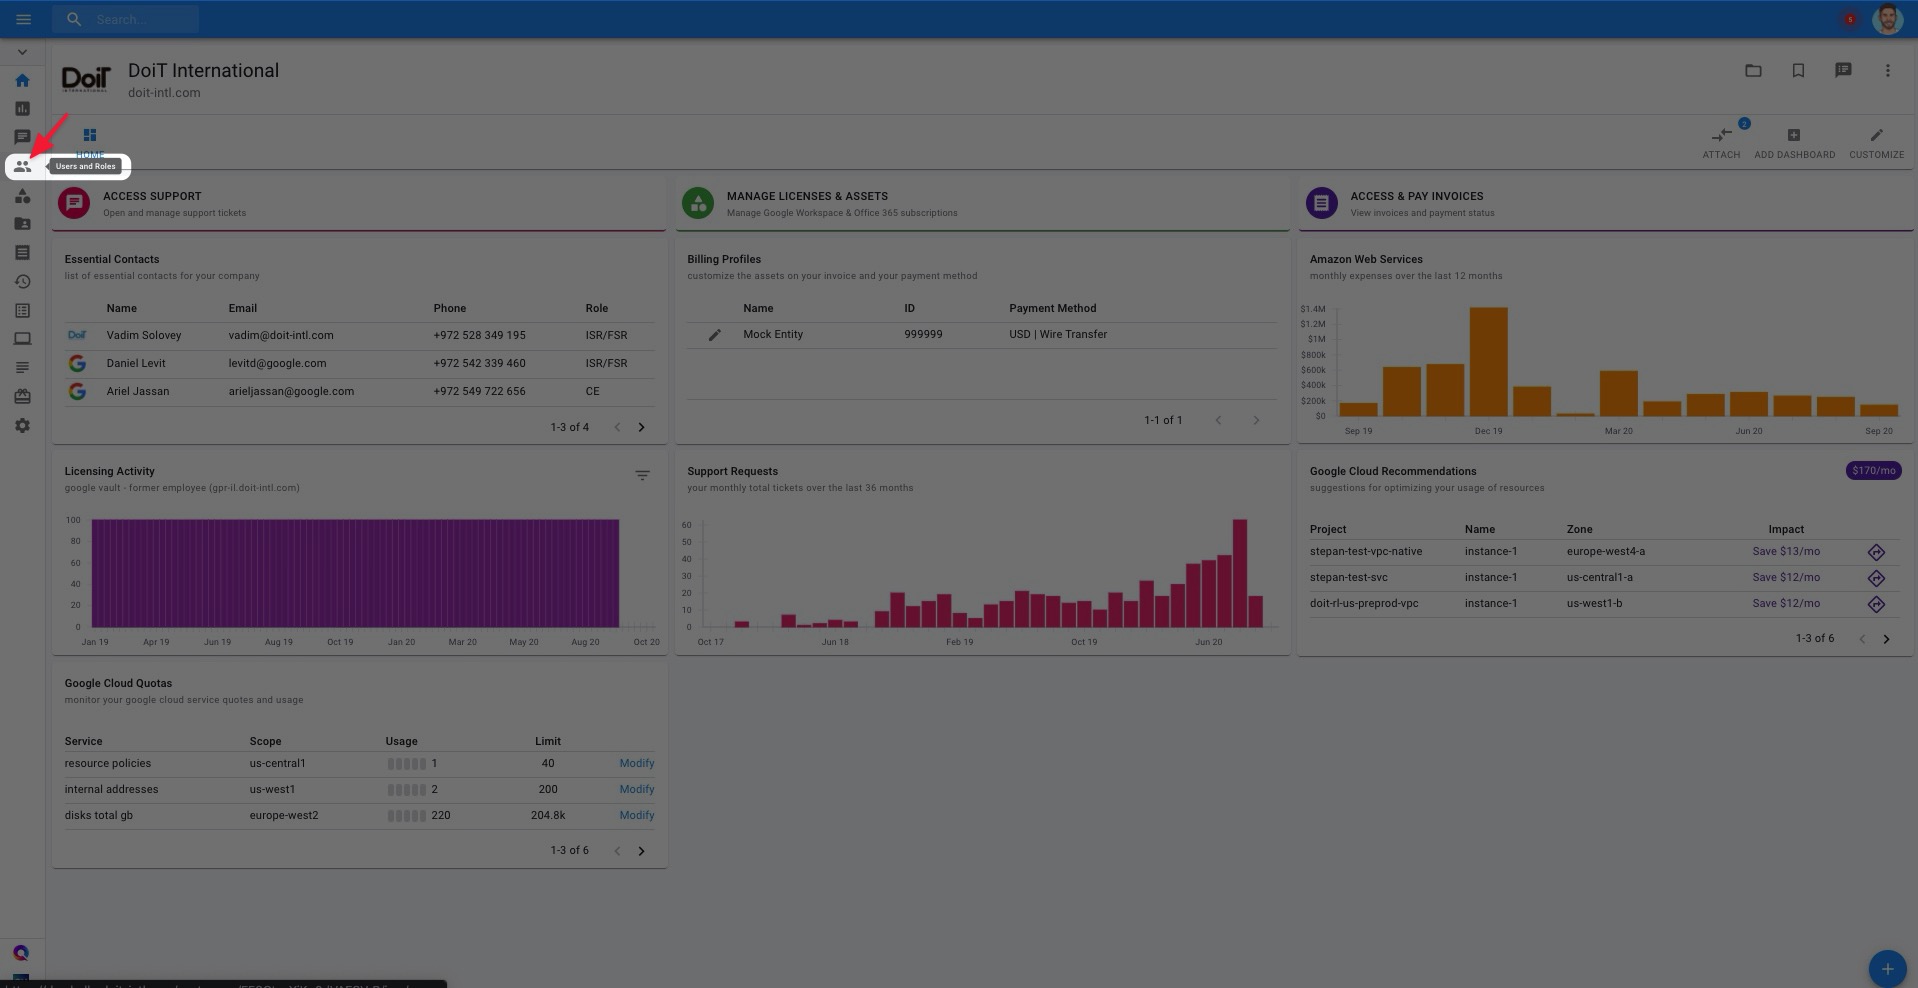 Search...
5
DoiT
INTERNATIONAL
DoiT International
doit-intl.com
HOME
2
ATTACH
ADD DASHBOARD
CUSTOMIZE
Users and Roles
ACCESS SUPPORT
Open and manage support tickets
MANAGE LICENSES & ASSETS
Manage Google Workspace & Office 365 subscriptions
ACCESS & PAY INVOICES
View invoices and payment status
Essential Contacts
list of essential contacts for your company
Name Email Phone Role
DoiT Vadim Solovey vadim@doit-intl.com +972 528 349 195 ISR/FSR
Daniel Levit levitd@google.com +972 542 339 460 ISR/FSR
Ariel Jassan arieljassan@google.com +972 549 722 656 CE
1-3 of 4
Billing Profiles
customize the assets on your invoice and your payment method
Name ID Payment Method
Mock Entity 999999 USD | Wire Transfer
1-1 of 1
Amazon Web Services
monthly expenses over the last 12 months
$1.4M
$1.2M
$1M
$800k
$600k
$400k
$200k
$0
Sep 19 Dec 19 Mar 20 Jun 20 Sep 20
Licensing Activity
google vault - former employee (gpr-il.doit-intl.com)
100
80
60
40
20
0
Jan 19 Apr 19 Jun 19 Aug 19 Oct 19 Jan 20 Mar 20 May 20 Aug 20 Oct 20
Support Requests
your monthly total tickets over the last 36 months
60
50
40
30
20
10
0
Oct 17 Jun 18 Feb 19 Oct 19 Jun 20
Google Cloud Recommendations
$170/mo
suggestions for optimizing your usage of resources
Project Name Zone Impact
stepan-test-vpc-native instance-1 europe-west4-a Save $13/mo
stepan-test-svc instance-1 us-central1-a Save $12/mo
doit-rl-us-preprod-vpc instance-1 us-west1-b Save $12/mo
1-3 of 6
Google Cloud Quotas
monitor your google cloud service quotes and usage
Service Scope Usage Limit
resource policies us-central1 1 40 Modify
internal addresses us-west1 2 200 Modify
disks total gb europe-west2 220 204.8k Modify
1-3 of 6